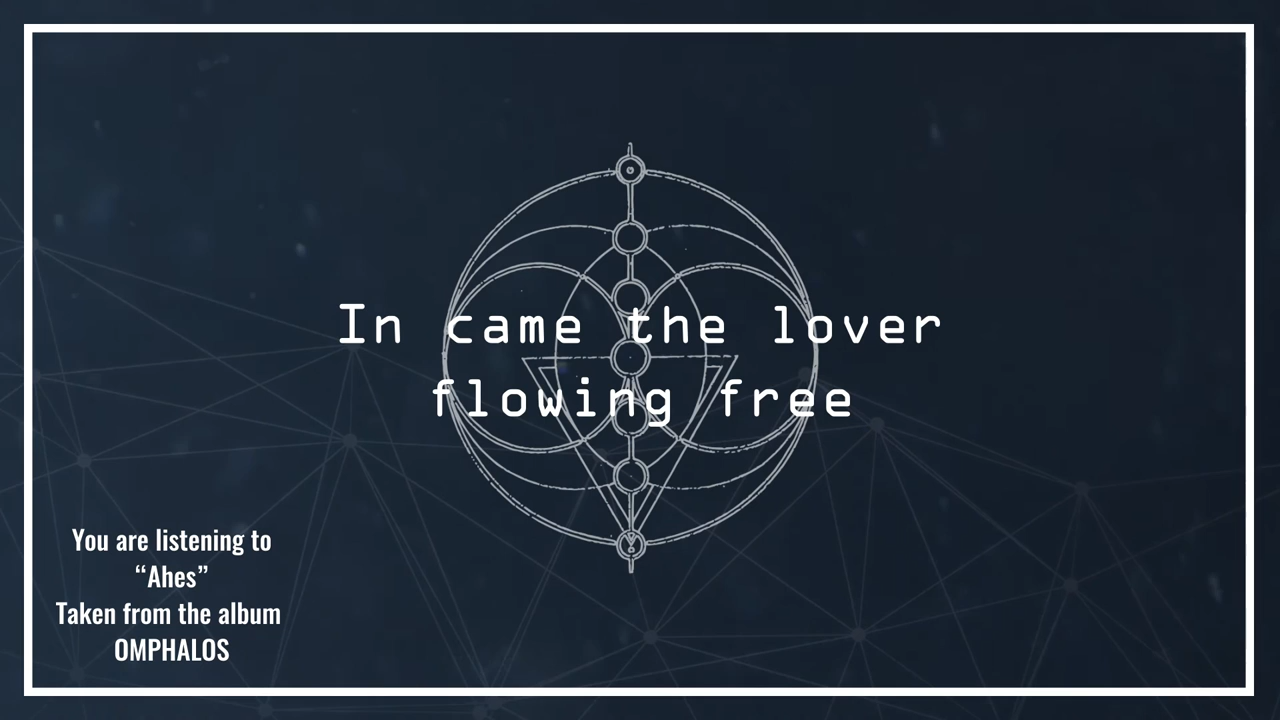 In came the lover
flowing free
You are listening to
“Ahes”
Taken from the album
OMPHALOS